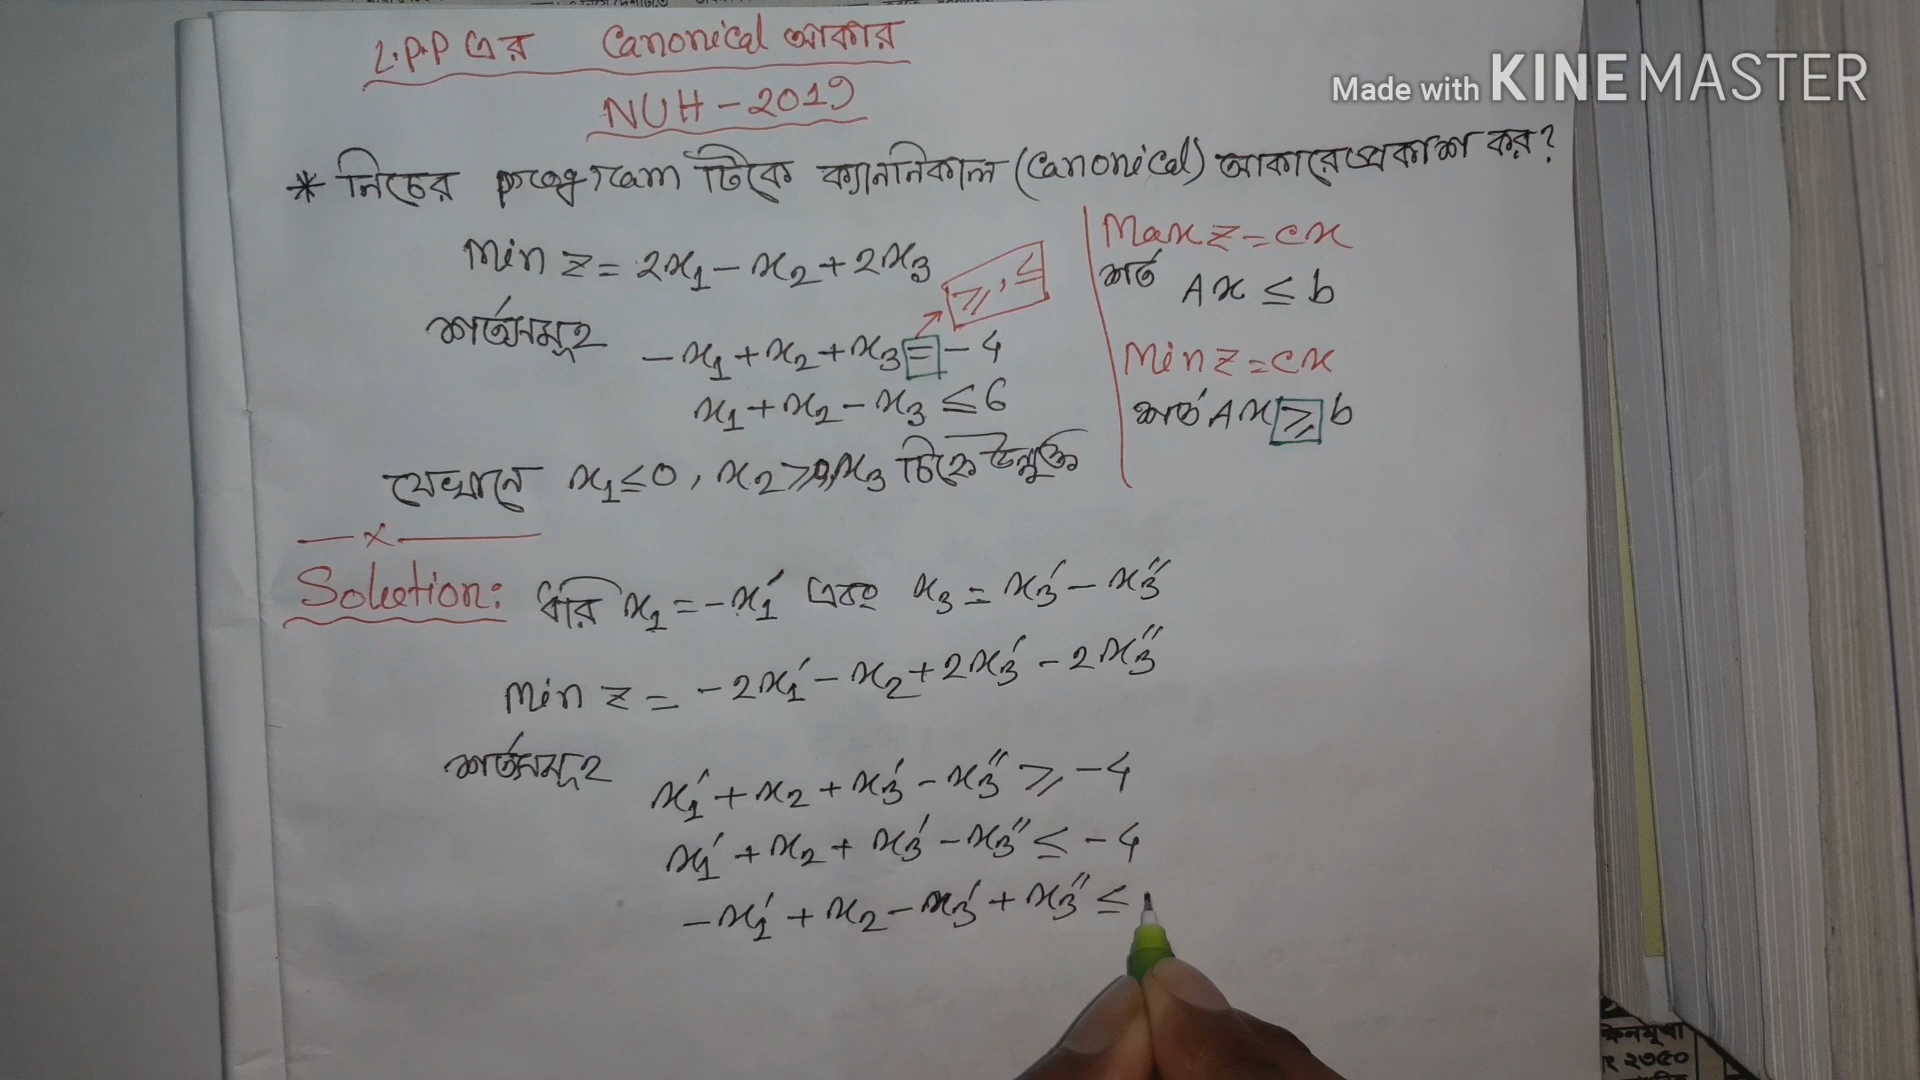 L.P.P এর Canonical আকার
NUH - 2019
Made with KINEMASTER
* নিচের program টিকে ক্যাননিকাল (Canonical) আকারে প্রকাশ কর?
Min z = 2x₁ - x₂ + 2x₃
≥, ≤
শর্তসমূহ
-x₁ + x₂ + x₃ = -4
x₁ + x₂ - x₃ ≤ 6
যেখানে x₁ ≤ 0, x₂ ≥ 0, x₃ চিহ্নে উন্মুক্ত
Max z = cx
শর্ত Ax ≤ b
Min z = cx
শর্ত Ax ≥ b
— x —
Solution: ধরি x₁ = -x₁′ এবং x₃ = x₃′ - x₃″
Min z = -2x₁′ - x₂ + 2x₃′ - 2x₃″
শর্তসমূহ
x₁′ + x₂ + x₃′ - x₃″ ≥ -4
x₁′ + x₂ + x₃′ - x₃″ ≤ -4
-x₁′ + x₂ - x₃′ + x₃″ ≤
২৩৫০